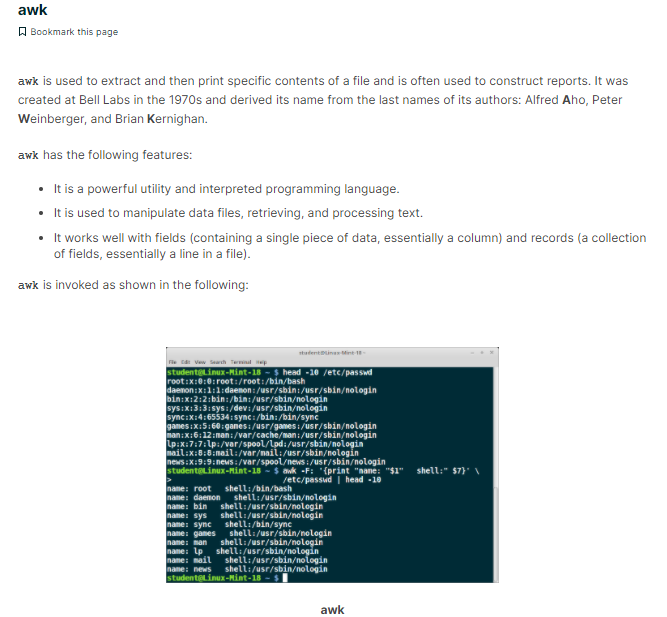 awk
Bookmark this page
awk is used to extract and then print specific contents of a file and is often used to construct reports. It was
created at Bell Labs in the 1970s and derived its name from the last names of its authors: Alfred Aho, Peter
Weinberger, and Brian Kernighan.
awk has the following features:
It is a powerful utility and interpreted programming language.
It is used to manipulate data files, retrieving, and processing text.
It works well with fields (containing a single piece of data, essentially a column) and records (a collection
of fields, essentially a line in a file).
awk is invoked as shown in the following:
student@Linux-Mint-18 ~
File Edit View Search Terminal Help
student@Linux-Mint-18 ~ $ head -10 /etc/passwd
root:x:0:0:root:/root:/bin/bash
daemon:x:1:1:daemon:/usr/sbin:/usr/sbin/nologin
bin:x:2:2:bin:/bin:/usr/sbin/nologin
sys:x:3:3:sys:/dev:/usr/sbin/nologin
sync:x:4:65534:sync:/bin:/bin/sync
games:x:5:60:games:/usr/games:/usr/sbin/nologin
man:x:6:12:man:/var/cache/man:/usr/sbin/nologin
lp:x:7:7:lp:/var/spool/lpd:/usr/sbin/nologin
mail:x:8:8:mail:/var/mail:/usr/sbin/nologin
news:x:9:9:news:/var/spool/news:/usr/sbin/nologin
student@Linux-Mint-18 ~ $ awk -F: '{print "name: "$1"   shell:" $7}' \
> /etc/passwd | head -10
name: root   shell:/bin/bash
name: daemon   shell:/usr/sbin/nologin
name: bin   shell:/usr/sbin/nologin
name: sys   shell:/usr/sbin/nologin
name: sync   shell:/bin/sync
name: games   shell:/usr/sbin/nologin
name: man   shell:/usr/sbin/nologin
name: lp   shell:/usr/sbin/nologin
name: mail   shell:/usr/sbin/nologin
name: news   shell:/usr/sbin/nologin
student@Linux-Mint-18 ~ $
awk